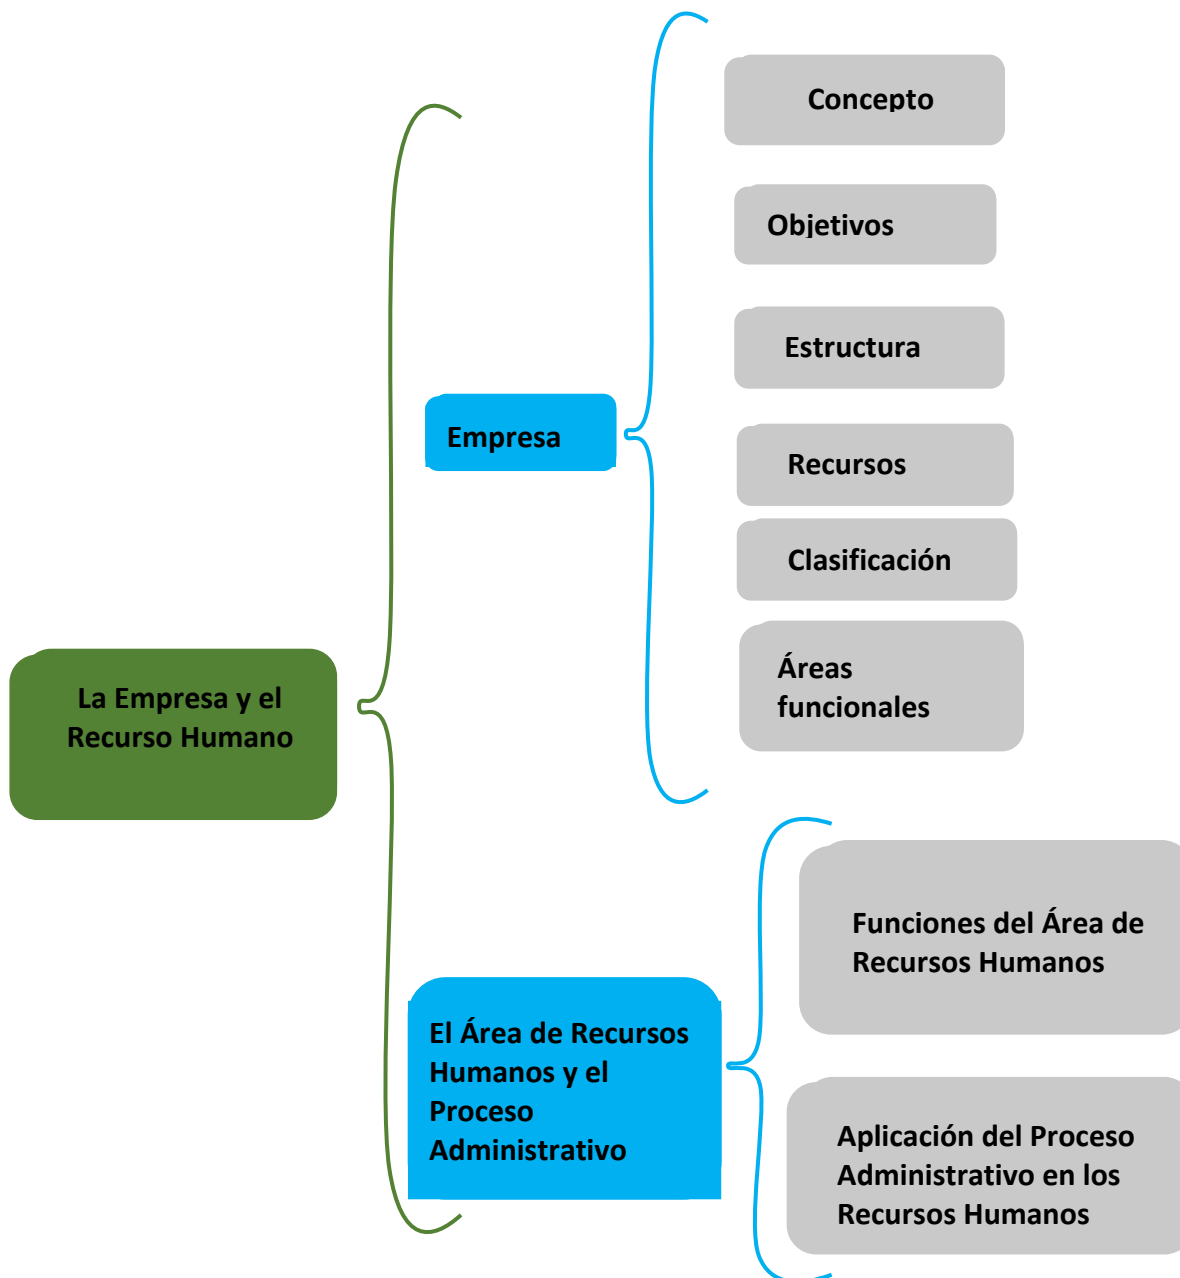 Concepto
Objetivos
Estructura
Empresa
Recursos
Clasificación
Áreas
funcionales
La Empresa y el
Recurso Humano
Funciones del Área de
Recursos Humanos
El Área de Recursos
Humanos y el
Proceso
Administrativo
Aplicación del Proceso
Administrativo en los
Recursos Humanos